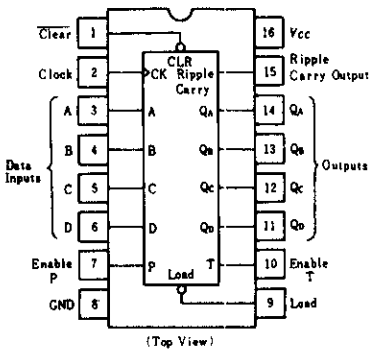 Clear 1 16 Vcc
CLR
Clock 2 CK Ripple 15 Ripple
Carry Carry Output
A 3 A QA 14 QA
B 4 B QB 13 QB
Data
Inputs
Outputs
C 5 C QC 12 QC
D 6 D QD 11 QD
Enable 7 P T 10 Enable
P T
Load
GND 8 9 Load
(Top View)